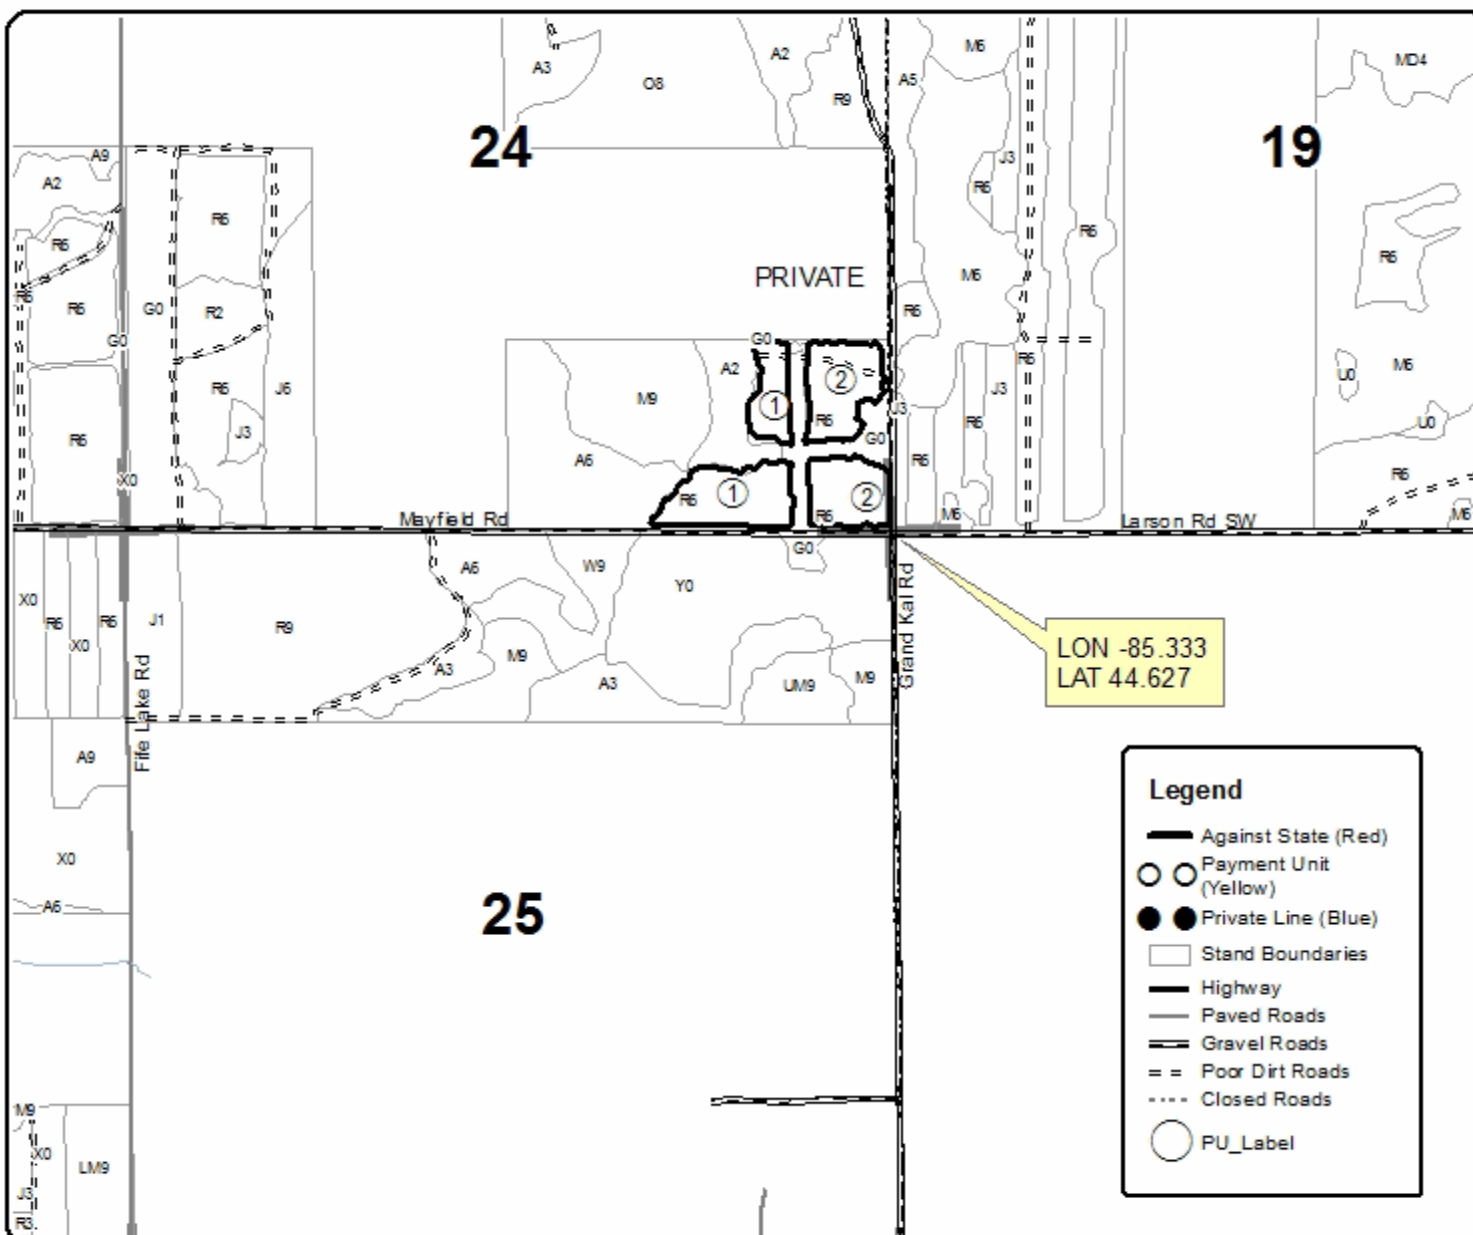 A3
O8
A2
R9
A5
M6
MD4
24
19
A9
A2
R6
R6
J3
R6
R6
R6
PRIVATE
M6
R6
R6
R6
G0
R2
R6
G0
G0
R6
M6
A2
2
U0
R6
J6
M9
1
J3
J3
R6
R6
U0
R6
J3
G0
A6
R6
R6
X0
R6
1
2
R6
M6
M6
Mayfield Rd
Larson Rd SW
G0
A6
W9
Y0
X0
R6
X0
R6
J1
R9
Grand Kal Rd
LON -85.333
LAT 44.627
M9
A3
A3
UM9
M9
Fife Lake Rd
A9
X0
A6
25
Legend
Against State (Red)
Payment Unit
(Yellow)
Private Line (Blue)
Stand Boundaries
Highway
Paved Roads
Gravel Roads
Poor Dirt Roads
Closed Roads
PU_Label
M9
X0
LM9
J3
R3